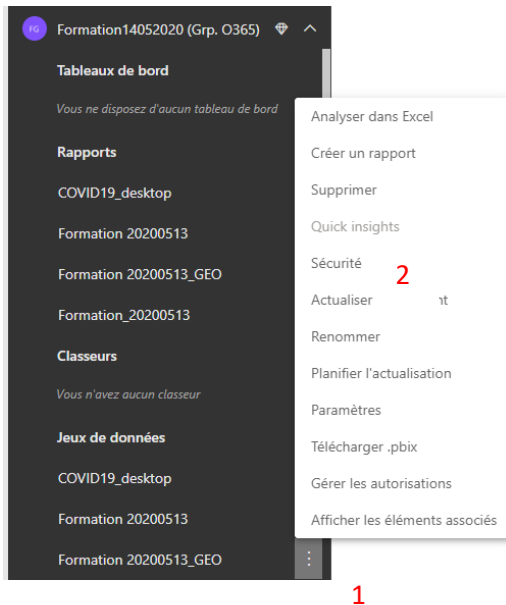 FG Formation14052020 (Grp. O365)
Tableaux de bord
Vous ne disposez d'aucun tableau de bord
Rapports
COVID19_desktop
Formation 20200513
Formation 20200513_GEO
Formation_20200513
Classeurs
Vous n'avez aucun classeur
Jeux de données
COVID19_desktop
Formation 20200513
Formation 20200513_GEO
Analyser dans Excel
Créer un rapport
Supprimer
Quick insights
Sécurité
2
Actualiser
Renommer
Planifier l'actualisation
Paramètres
Télécharger .pbix
Gérer les autorisations
Afficher les éléments associés
1